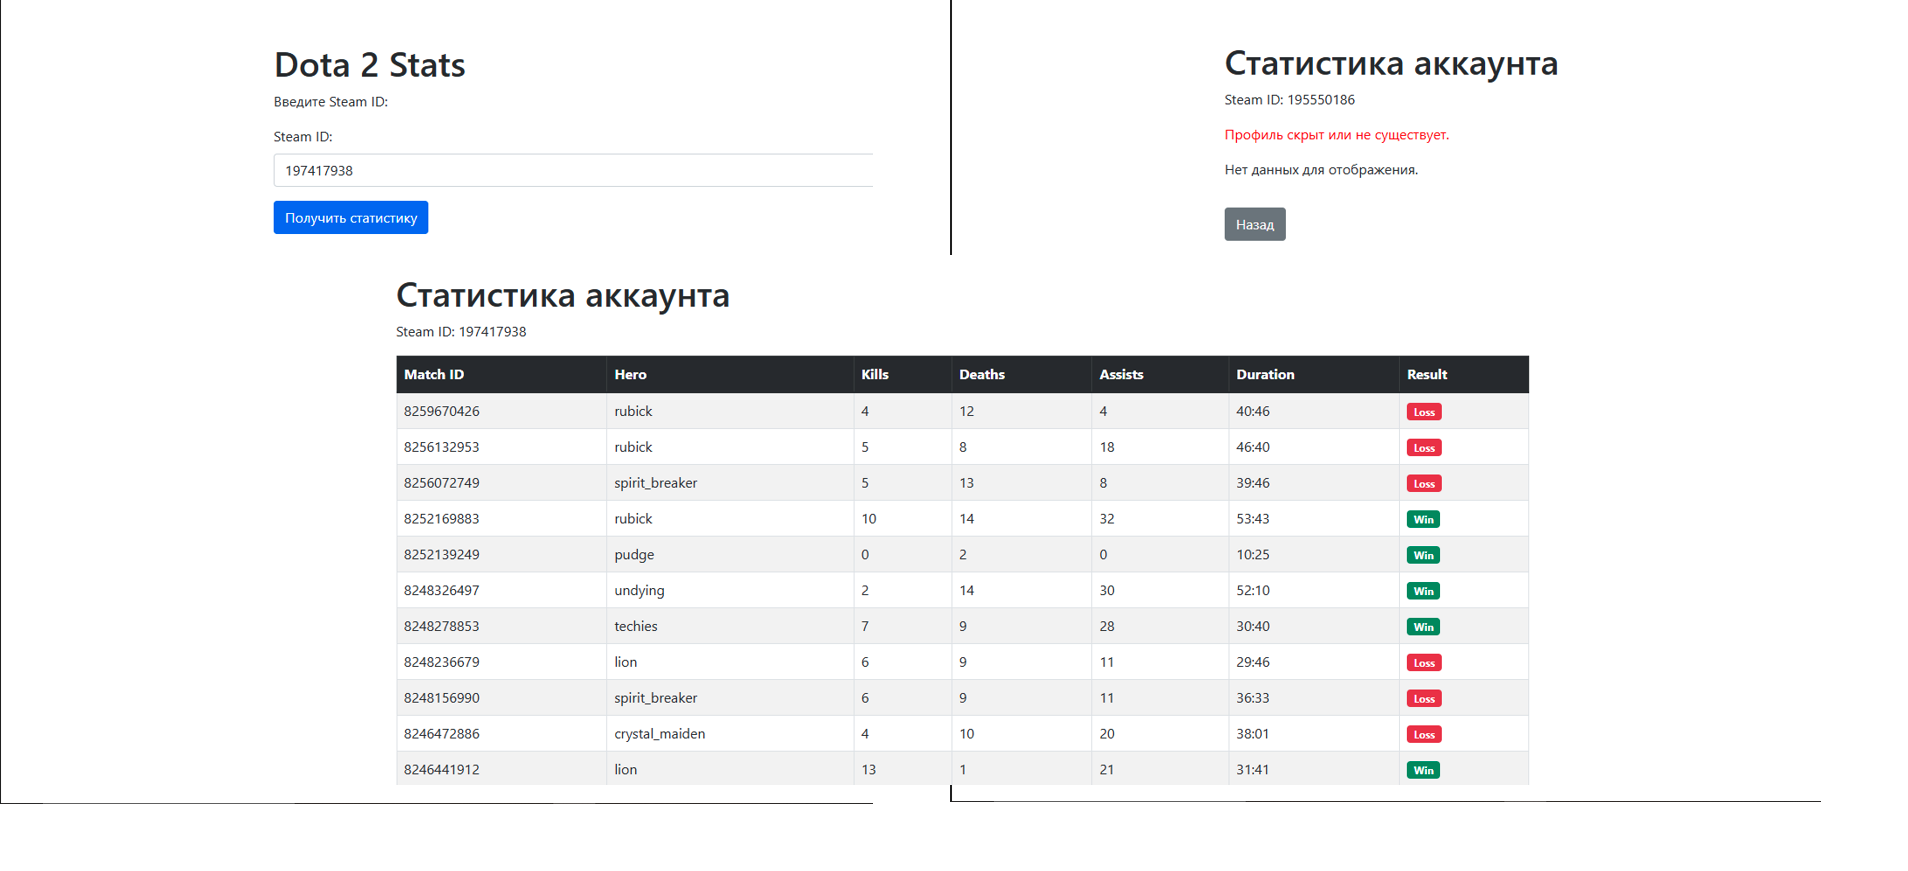 Dota 2 Stats
Введите Steam ID:
Steam ID:
197417938
Получить статистику
Статистика аккаунта
Steam ID: 195550186
Профиль скрыт или не существует.
Нет данных для отображения.
Назад
Статистика аккаунта
Steam ID: 197417938
Match ID Hero Kills Deaths Assists Duration Result
8259670426 rubick 4 12 4 40:46 Loss
8256132953 rubick 5 8 18 46:40 Loss
8256072749 spirit_breaker 5 13 8 39:46 Loss
8252169883 rubick 10 14 32 53:43 Win
8252139249 pudge 0 2 0 10:25 Win
8248326497 undying 2 14 30 52:10 Win
8248278853 techies 7 9 28 30:40 Win
8248236679 lion 6 9 11 29:46 Loss
8248156990 spirit_breaker 6 9 11 36:33 Loss
8246472886 crystal_maiden 4 10 20 38:01 Loss
8246441912 lion 13 1 21 31:41 Win